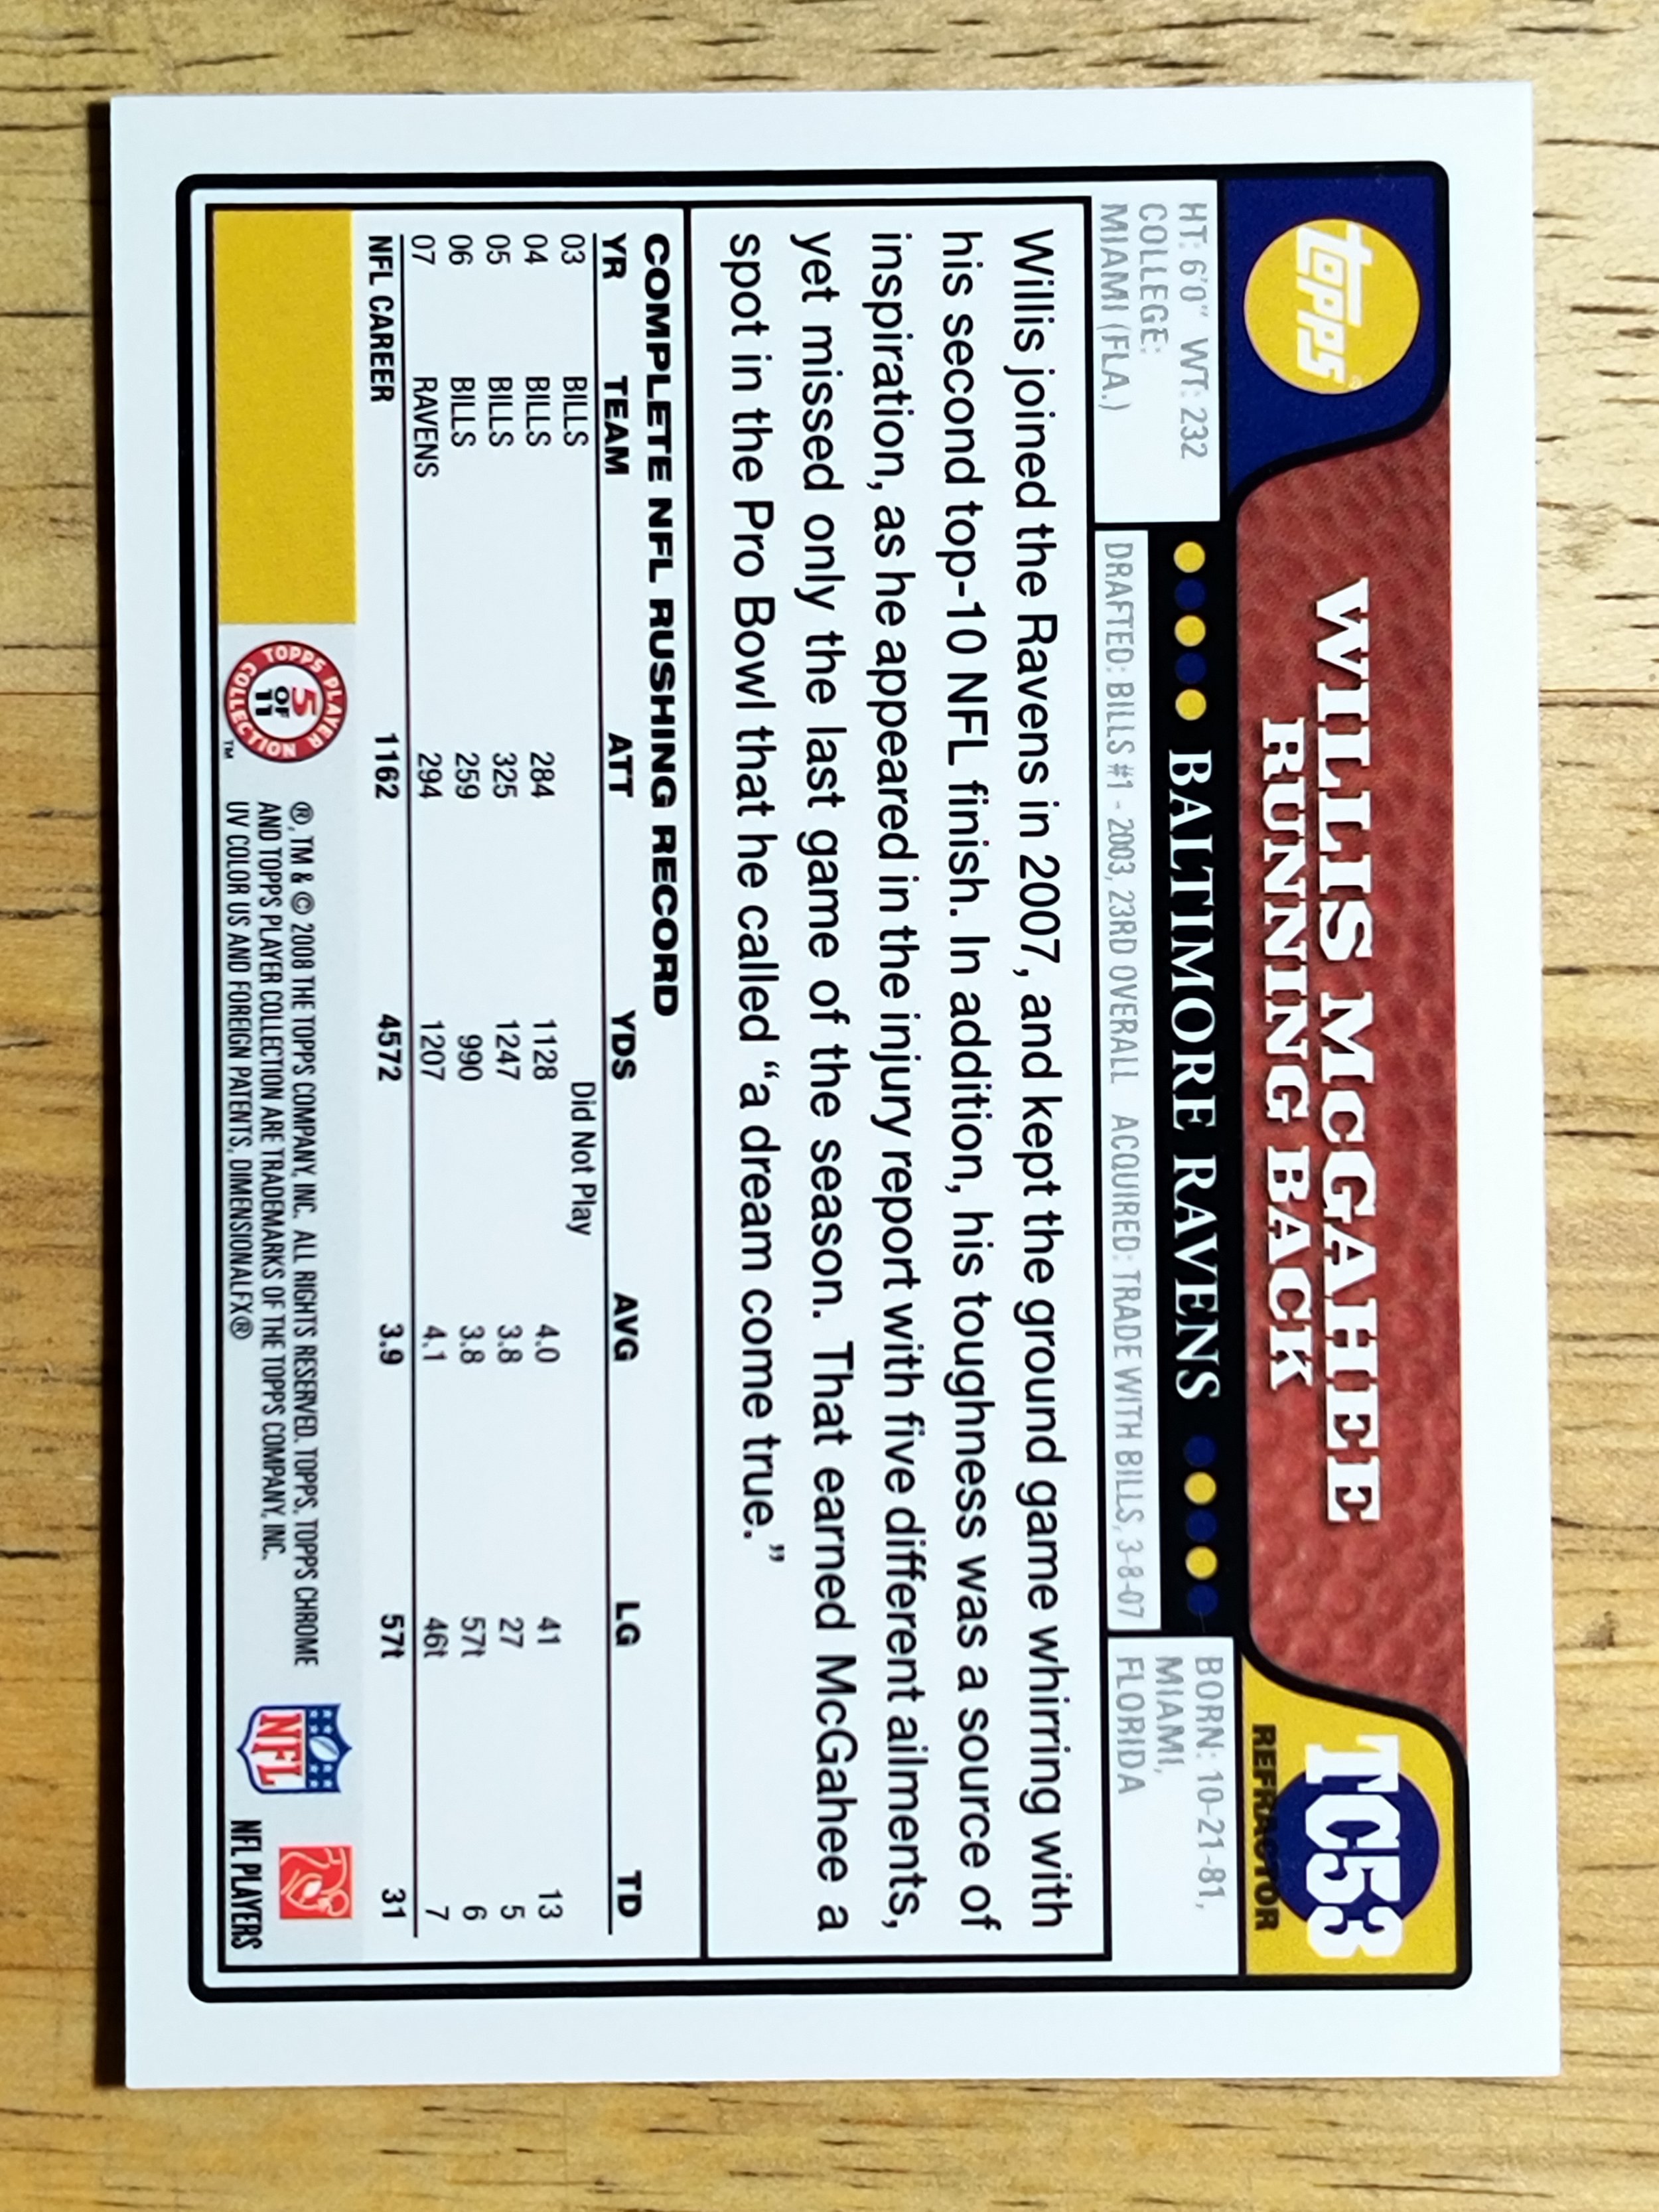 topps®
WILLIS MCGAHEE
RUNNING BACK
TC53
REFRACTOR
BALTIMORE RAVENS
HT: 6'0" WT: 232
COLLEGE:
MIAMI (FLA.)
DRAFTED: BILLS #1 - 2003, 23RD OVERALL ACQUIRED: TRADE WITH BILLS, 3-8-07
BORN: 10-21-81,
MIAMI,
FLORIDA
Willis joined the Ravens in 2007, and kept the ground game whirring with
his second top-10 NFL finish. In addition, his toughness was a source of
inspiration, as he appeared in the injury report with five different ailments,
yet missed only the last game of the season. That earned McGahee a
spot in the Pro Bowl that he called “a dream come true.”
COMPLETE NFL RUSHING RECORD
YR TEAM ATT YDS AVG LG TD
03 BILLS Did Not Play
04 BILLS 284 1128 4.0 41 13
05 BILLS 325 1247 3.8 27 5
06 BILLS 259 990 3.8 57t 6
07 RAVENS 294 1207 4.1 46t 7
NFL CAREER 1162 4572 3.9 57t 31
TOPPS PLAYER COLLECTION ™
5 OF 11
®, TM & © 2008 THE TOPPS COMPANY, INC. ALL RIGHTS RESERVED. TOPPS, TOPPS CHROME
AND TOPPS PLAYER COLLECTION ARE TRADEMARKS OF THE TOPPS COMPANY, INC.
UV COLOR US AND FOREIGN PATENTS, DIMENSIONALFX®
NFL
NFL PLAYERS